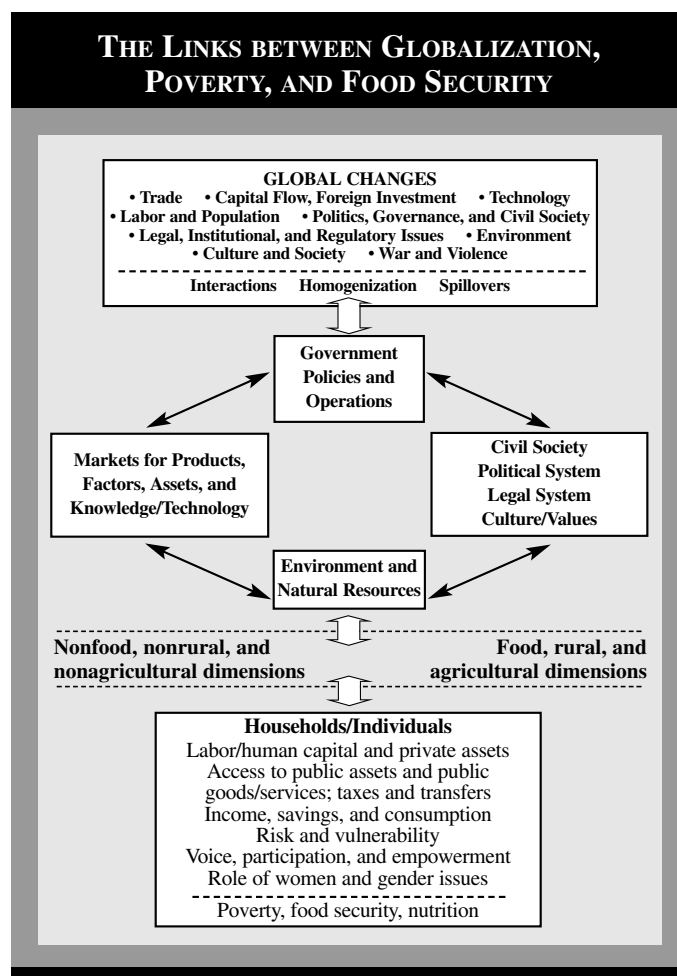 THE LINKS BETWEEN GLOBALIZATION,
POVERTY, AND FOOD SECURITY
GLOBAL CHANGES
• Trade • Capital Flow, Foreign Investment • Technology
• Labor and Population • Politics, Governance, and Civil Society
• Legal, Institutional, and Regulatory Issues • Environment
• Culture and Society • War and Violence
Interactions Homogenization Spillovers
Government
Policies and
Operations
Markets for Products,
Factors, Assets, and
Knowledge/Technology
Civil Society
Political System
Legal System
Culture/Values
Environment and
Natural Resources
Nonfood, nonrural, and
nonagricultural dimensions
Food, rural, and
agricultural dimensions
Households/Individuals
Labor/human capital and private assets
Access to public assets and public
goods/services; taxes and transfers
Income, savings, and consumption
Risk and vulnerability
Voice, participation, and empowerment
Role of women and gender issues
Poverty, food security, nutrition